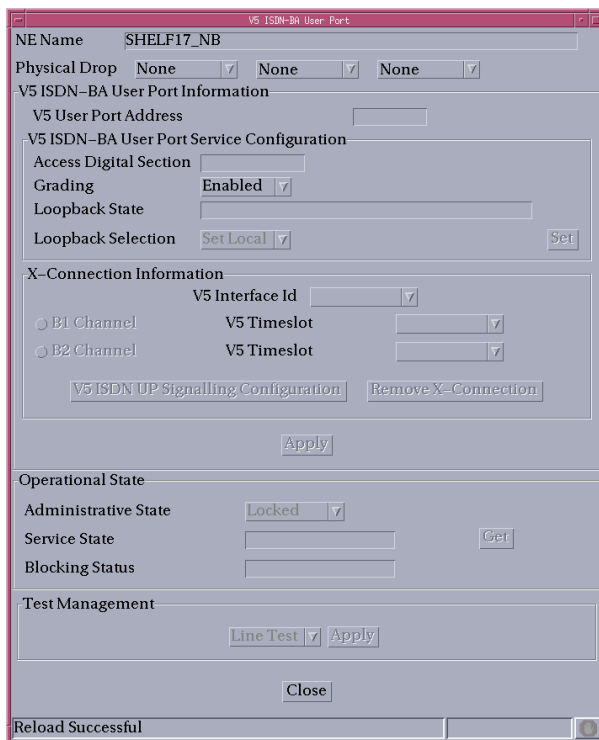 V5 ISDN-BA User Port
NE Name SHELF17_NB
Physical Drop None None None
V5 ISDN-BA User Port Information
V5 User Port Address
V5 ISDN-BA User Port Service Configuration
Access Digital Section
Grading Enabled
Loopback State
Loopback Selection Set Local Set
X-Connection Information
V5 Interface Id
B1 Channel V5 Timeslot
B2 Channel V5 Timeslot
V5 ISDN UP Signalling Configuration Remove X-Connection
Apply
Operational State
Administrative State Locked
Service State Get
Blocking Status
Test Management
Line Test Apply
Close
Reload Successful